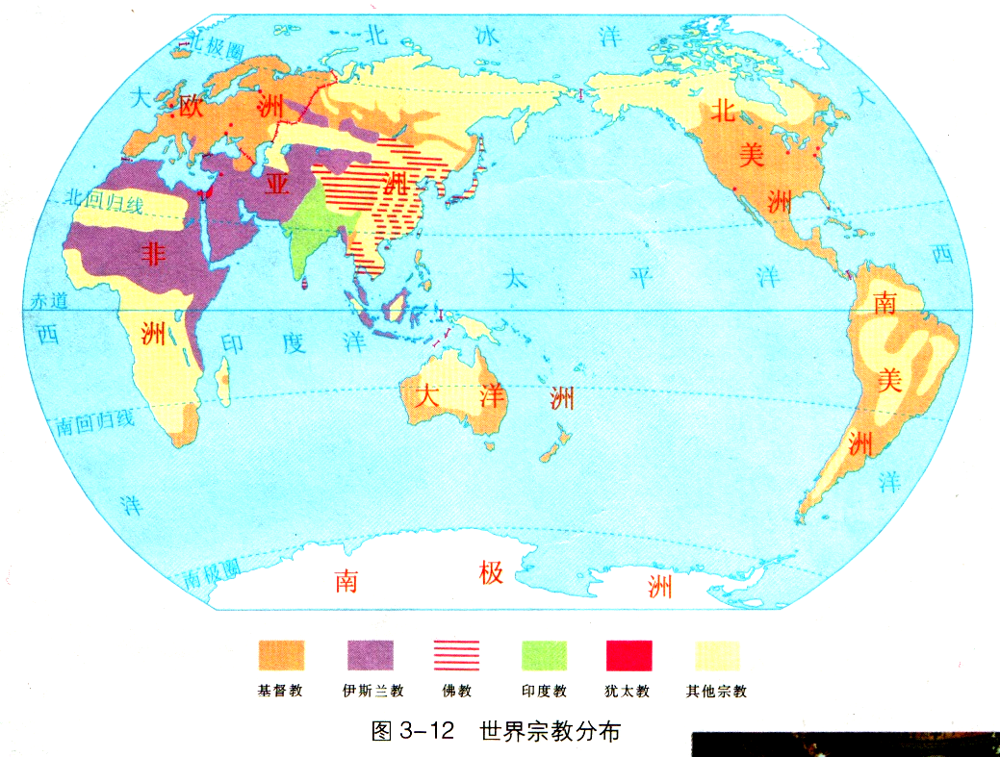 北极圈
北 冰 洋
大
欧 洲
北
大
美
亚 洲
北回归线
洲
非
西
太 平 洋
赤道
南
西
洲
印 度 洋
美
大 洋 洲
南回归线
洲
洋
洋
南极圈
南 极 洲
基督教 伊斯兰教 佛教 印度教 犹太教 其他宗教
图 3-12 世界宗教分布